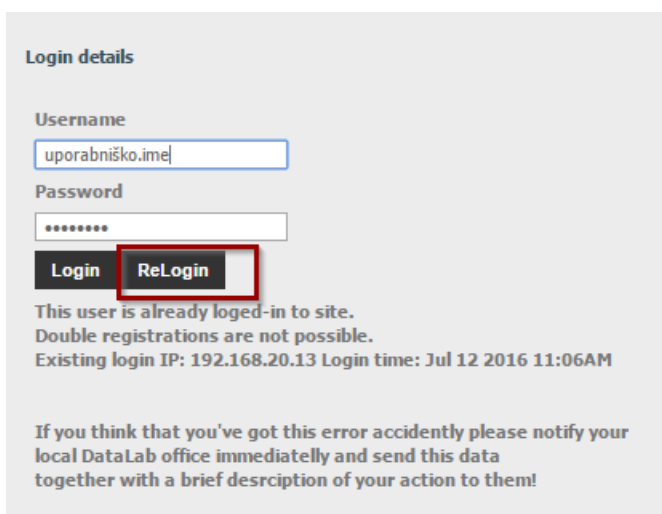 Login details
Username
uporabniško.ime
Password
••••••••
Login ReLogin
This user is already loged-in to site.
Double registrations are not possible.
Existing login IP: 192.168.20.13 Login time: Jul 12 2016 11:06AM
If you think that you've got this error accidently please notify your
local DataLab office immediatelly and send this data
together with a brief desrciption of your action to them!